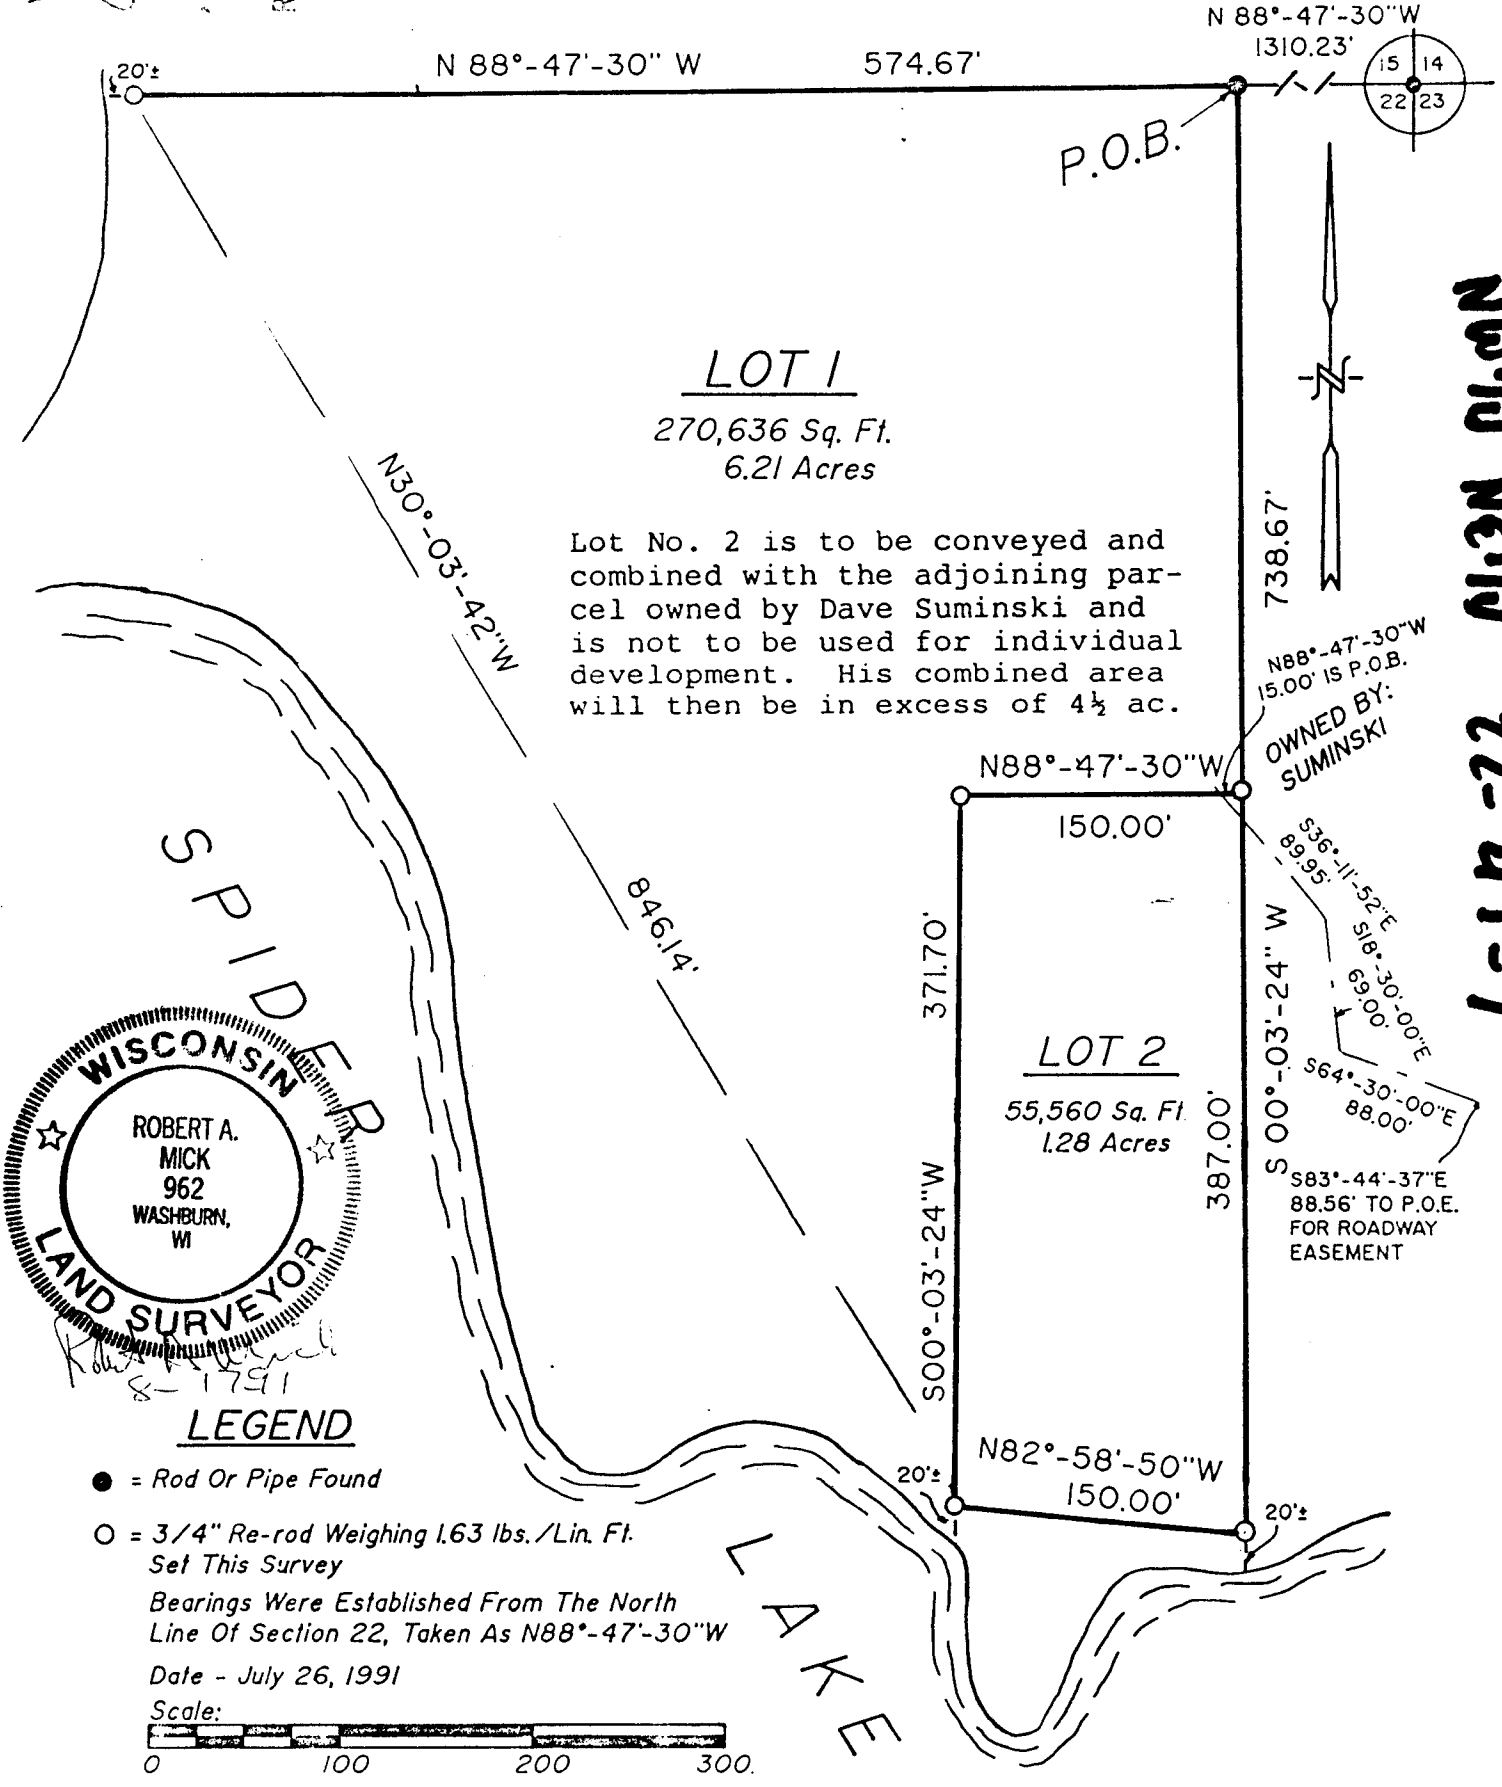 N 88°-47'-30" W
1310.23'
15 14
22 23
20'±
N 88°-47'-30" W 574.67'
P.O.B.
LOT 1
270,636 Sq. Ft.
6.21 Acres
N
738.67'
N30°-03'-42"W
846.14'
Lot No. 2 is to be conveyed and
combined with the adjoining par-
cel owned by Dave Suminski and
is not to be used for individual
development. His combined area
will then be in excess of 4½ ac.
N88°-47'-30"W
15.00' IS P.O.B.
OWNED BY:
SUMINSKI
N88°-47'-30"W
150.00'
S36°-11'-52"E
89.95'
S18°-30'-00"E
69.00'
S64°-30'-00"E
88.00'
S83°-44'-37"E
88.56' TO P.O.E.
FOR ROADWAY
EASEMENT
371.70'
S00°-03'-24"W
LOT 2
55,560 Sq. Ft.
1.28 Acres
387.00'
S 00°-03'-24" W
N82°-58'-50"W
150.00'
20'±
20'±
SPIDER
LAKE
WISCONSIN
ROBERT A.
MICK
962
WASHBURN,
WI
LAND SURVEYOR
LEGEND
= Rod Or Pipe Found
= 3/4" Re-rod Weighing 1.63 lbs./Lin. Ft.
Set This Survey
Bearings Were Established From The North
Line Of Section 22, Taken As N88°-47'-30"W
Date - July 26, 1991
Scale:
0 100 200 300